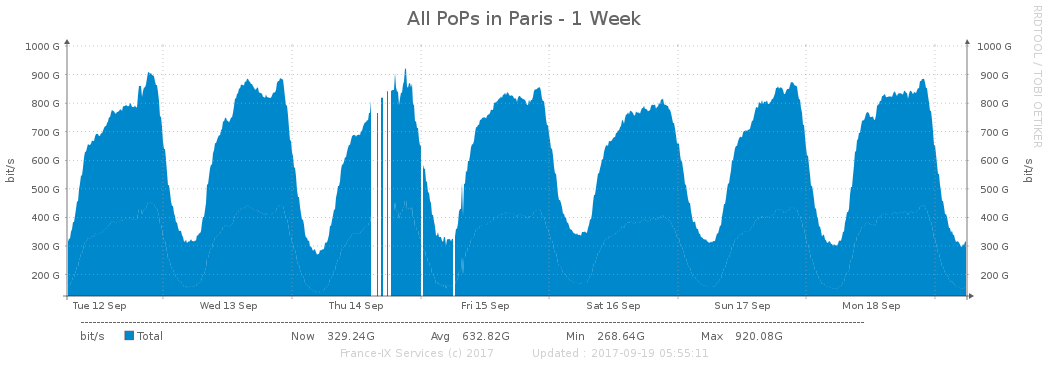 All PoPs in Paris - 1 Week
RRDTOOL / TOBI OETIKER
bit/s
1000 G 1000 G
900 G 900 G
800 G 800 G
700 G 700 G
600 G 600 G
500 G 500 G
400 G 400 G
300 G 300 G
200 G 200 G
bit/s
Tue 12 Sep Wed 13 Sep Thu 14 Sep Fri 15 Sep Sat 16 Sep Sun 17 Sep Mon 18 Sep
bit/s Total Now 329.24G Avg 632.82G Min 268.64G Max 920.08G
France-IX Services (c) 2017 Updated : 2017-09-19 05:55:11